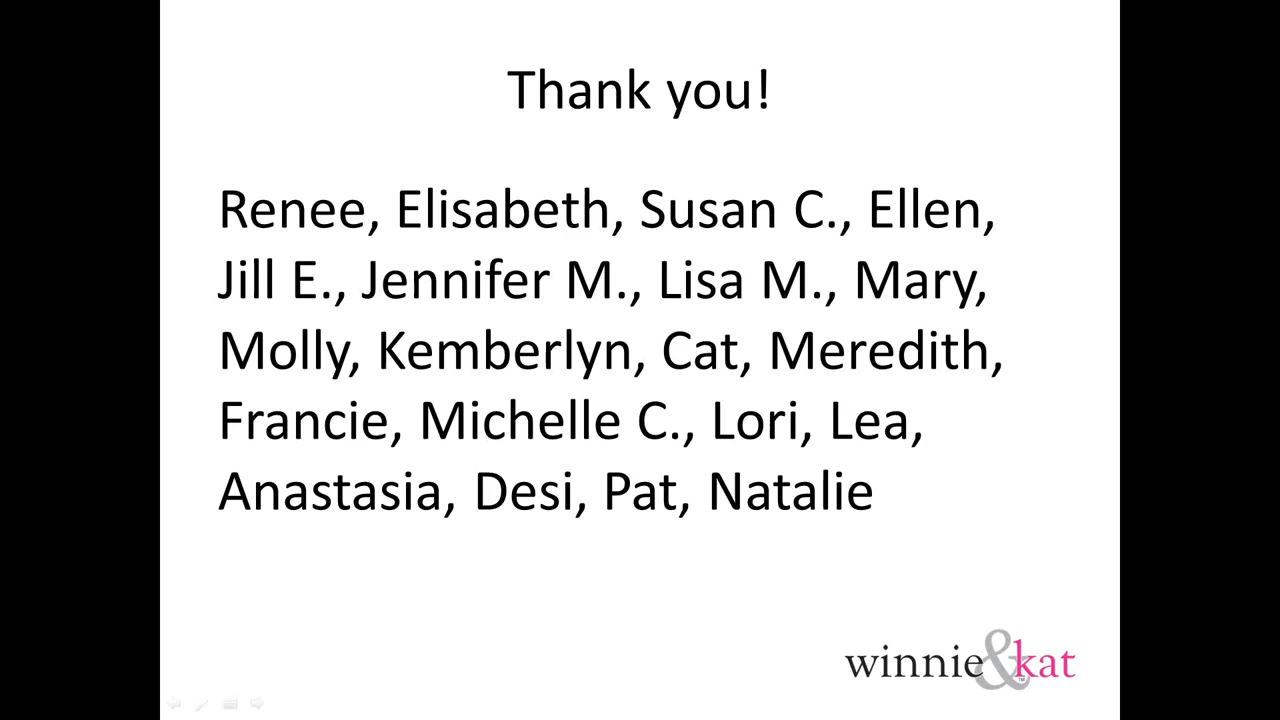 Thank you!
Renee, Elisabeth, Susan C., Ellen,
Jill E., Jennifer M., Lisa M., Mary,
Molly, Kemberlyn, Cat, Meredith,
Francie, Michelle C., Lori, Lea,
Anastasia, Desi, Pat, Natalie
winnie&kat™